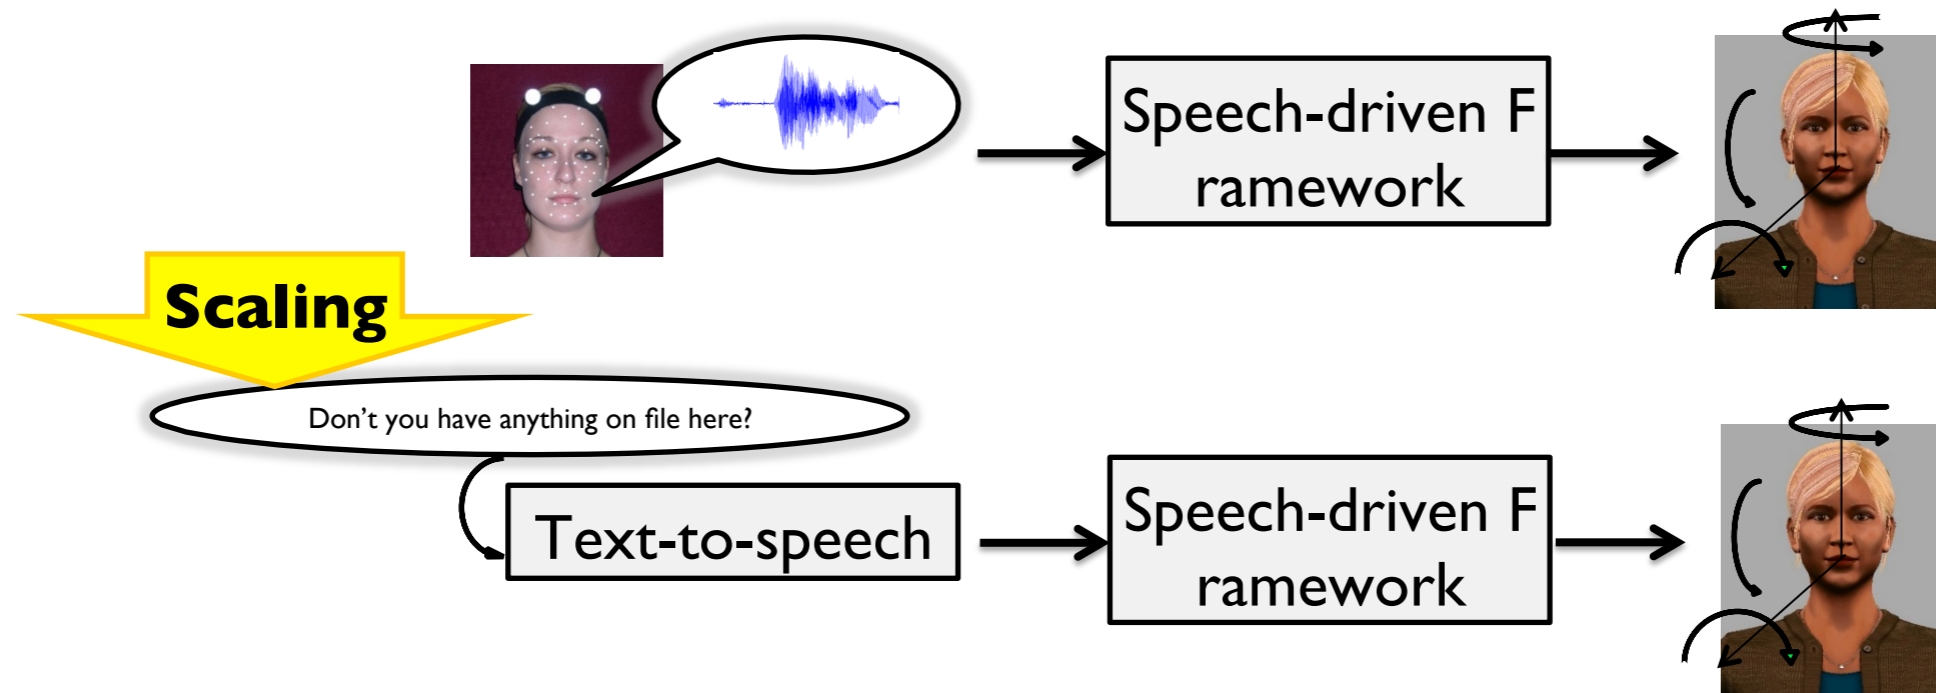 Speech-driven F
ramework
Scaling
Don’t you have anything on file here?
Text-to-speech
Speech-driven F
ramework